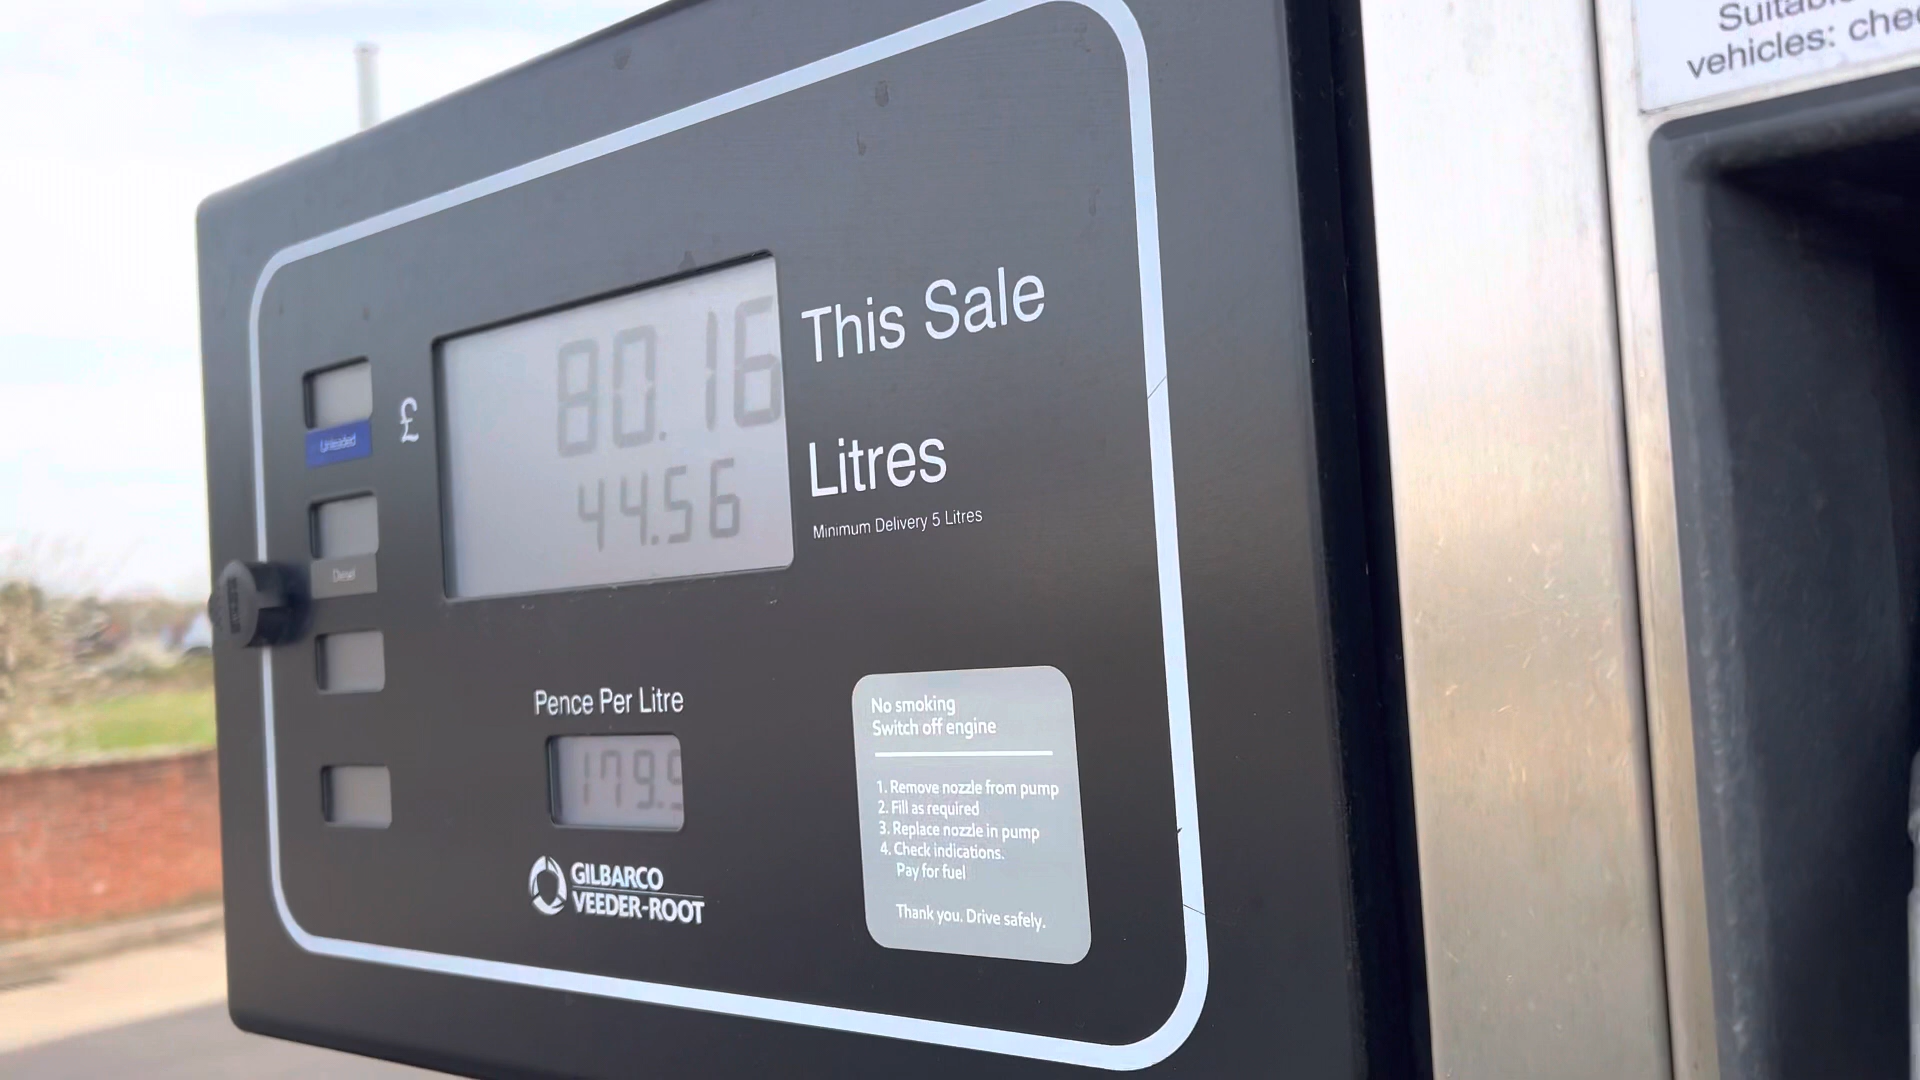 Suitable
vehicles: che
80.16
This Sale
£
Unleaded
44.56
Litres
Minimum Delivery 5 Litres
Diesel
Pence Per Litre
179.9
GILBARCO
VEEDER-ROOT
No smoking
Switch off engine
1. Remove nozzle from pump
2. Fill as required
3. Replace nozzle in pump
4. Check indications.
Pay for fuel
Thank you. Drive safely.